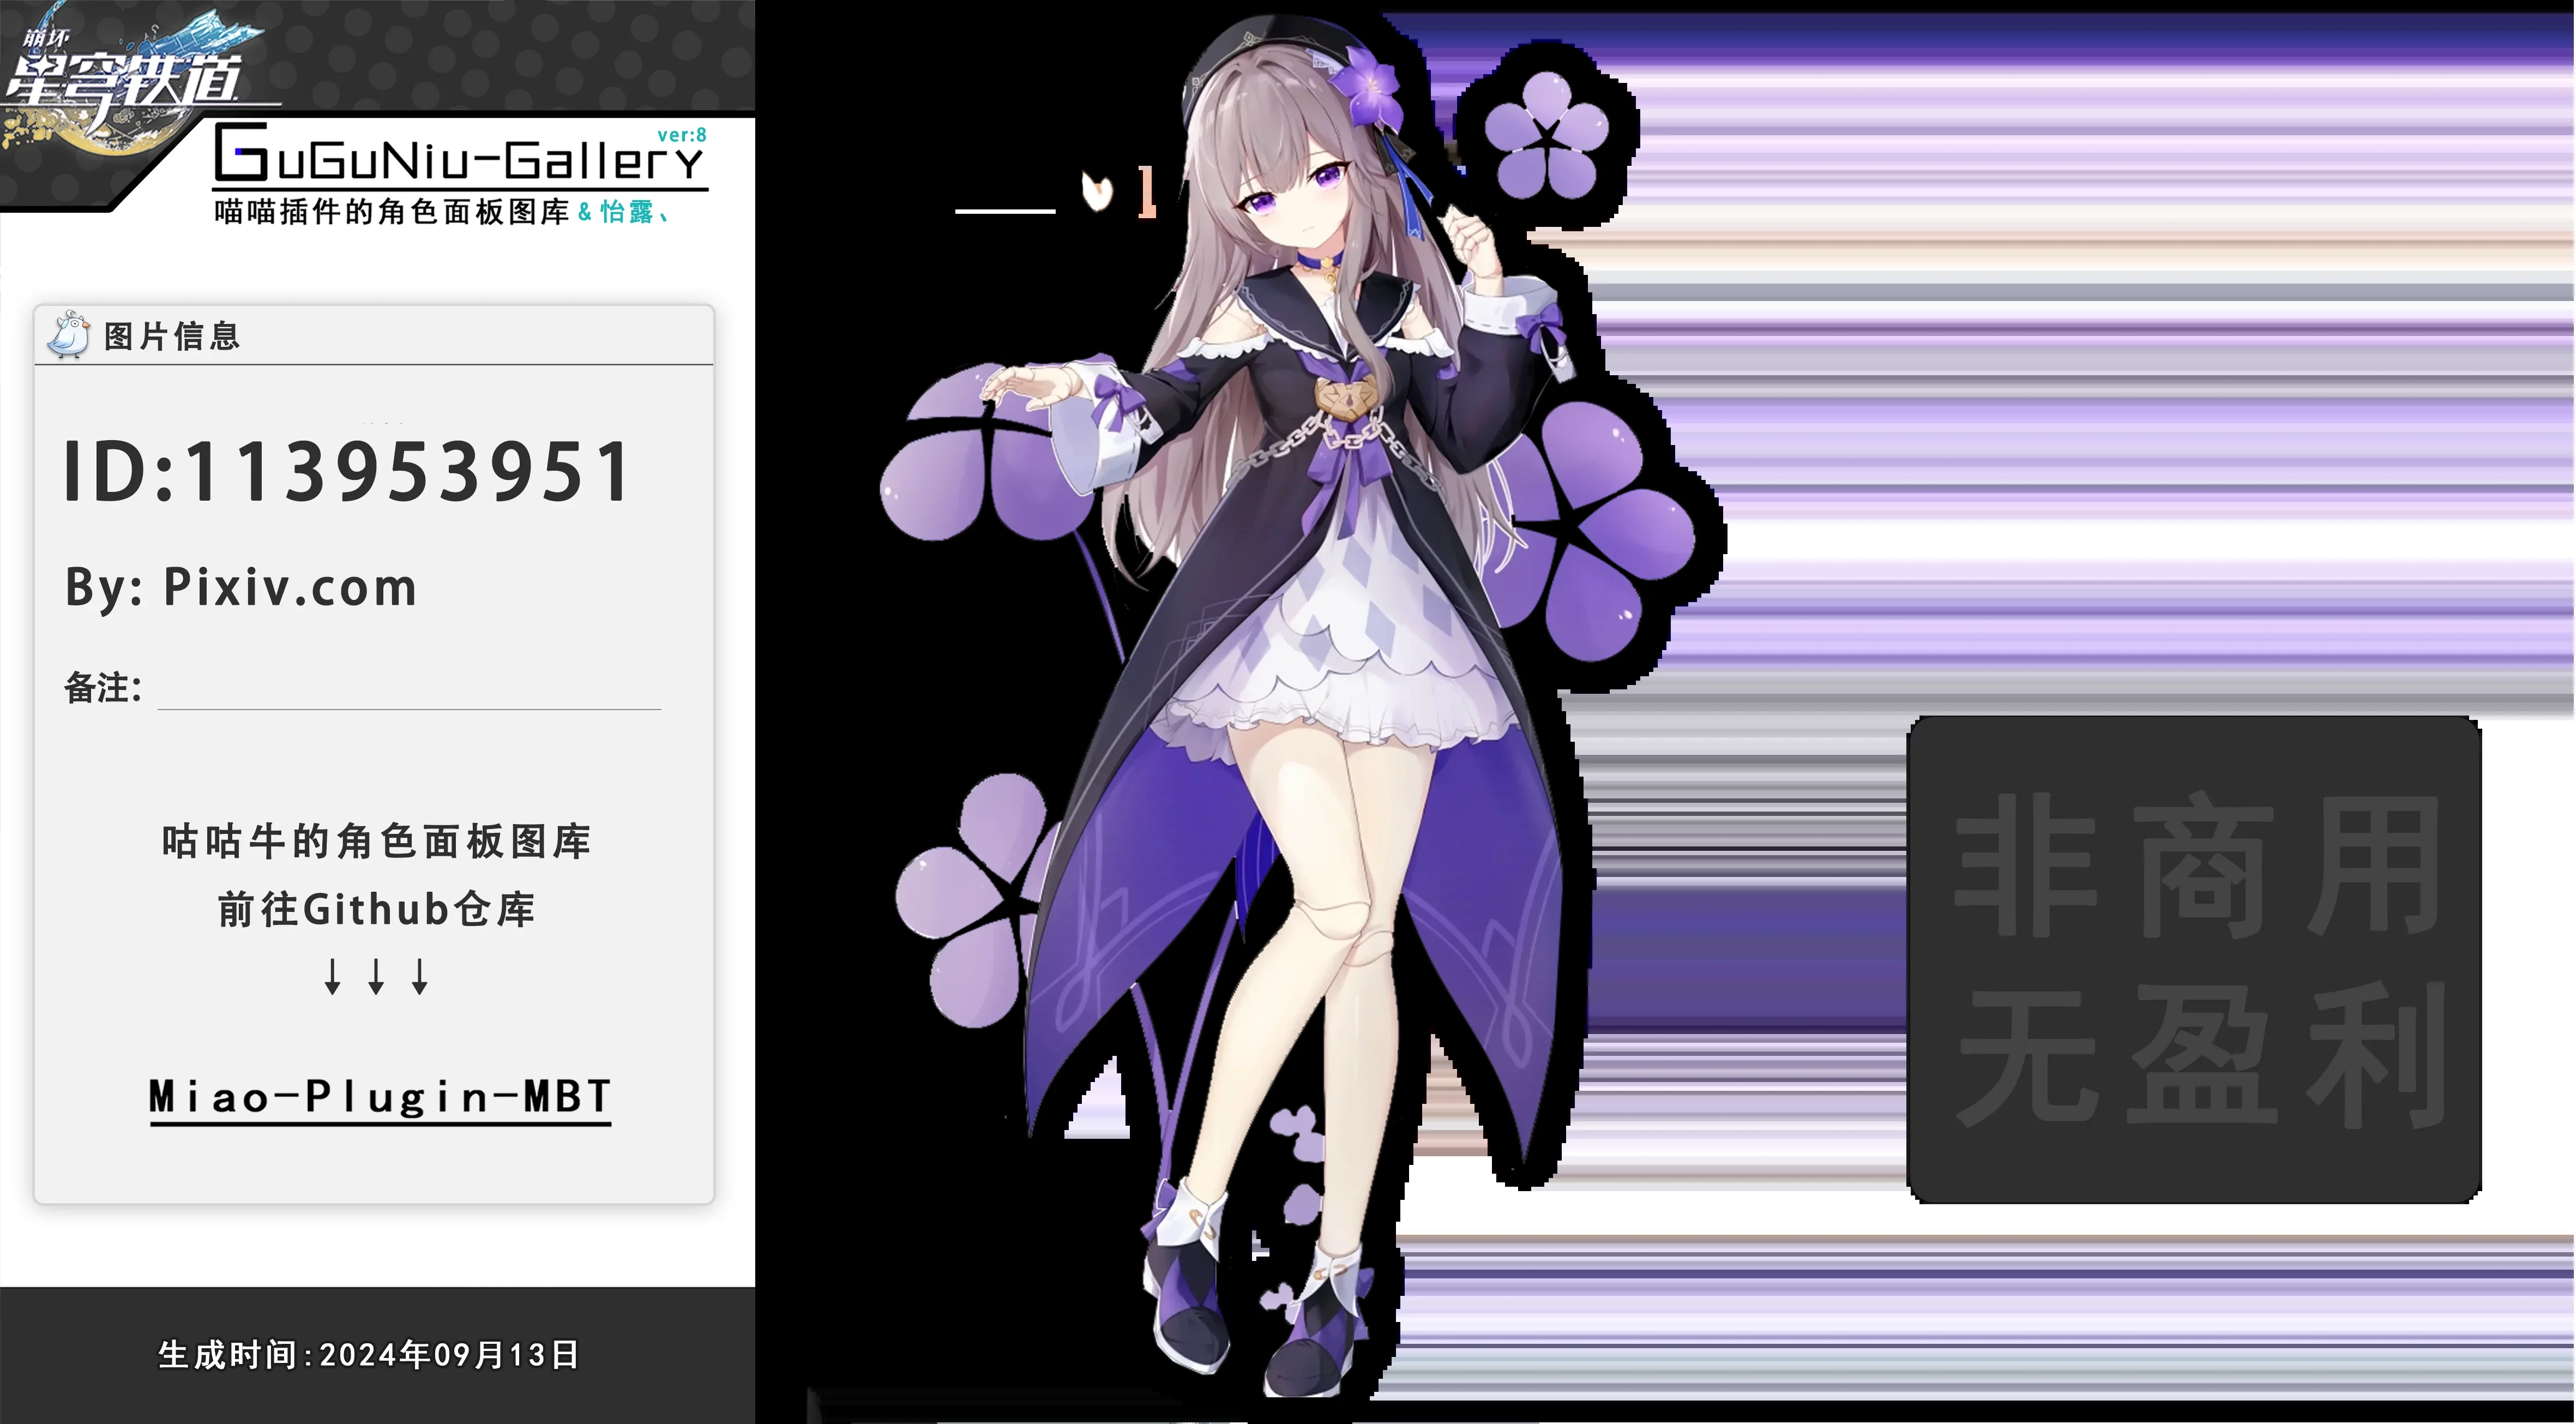 崩坏
星穹铁道
GuGuNiu-Gallery ver:8
喵喵插件的角色面板图库 & 怡露、
图片信息
ID:113953951
By: Pixiv.com
备注:
咕咕牛的角色面板图库
前往Github仓库
↓ ↓ ↓
Miao-Plugin-MBT
生成时间:2024年09月13日
非商用
无盈利